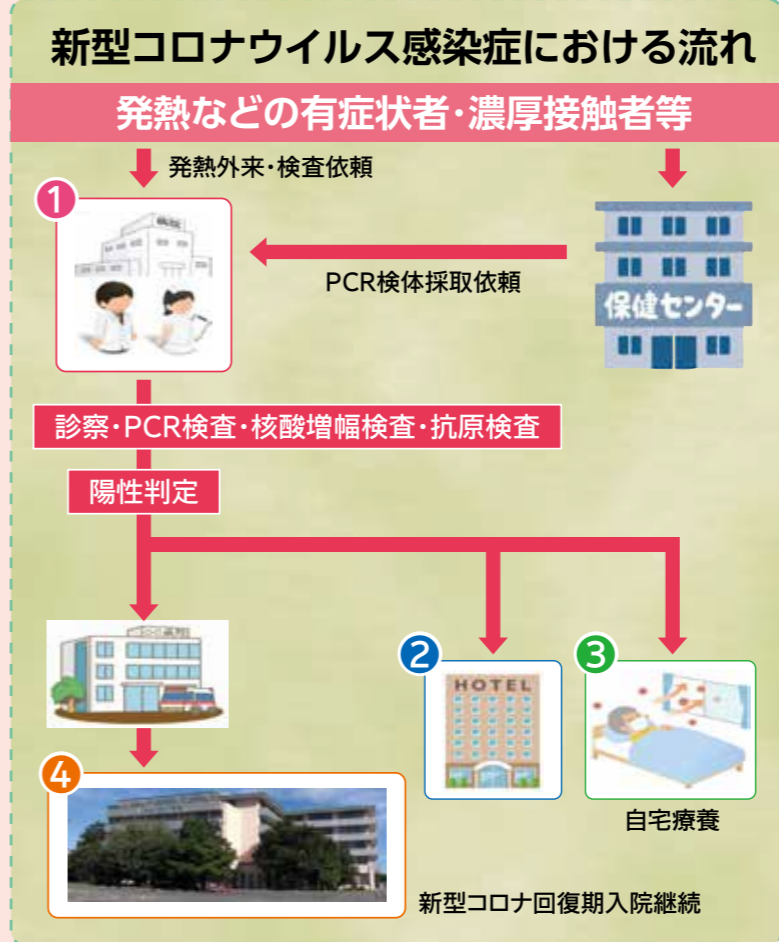 新型コロナウイルス感染症における流れ
発熱などの有症状者・濃厚接触者等
発熱外来・検査依頼
1
PCR検体採取依頼
保健センター
診察・PCR検査・核酸増幅検査・抗原検査
陽性判定
2
HOTEL
3
自宅療養
4
新型コロナ回復期入院継続